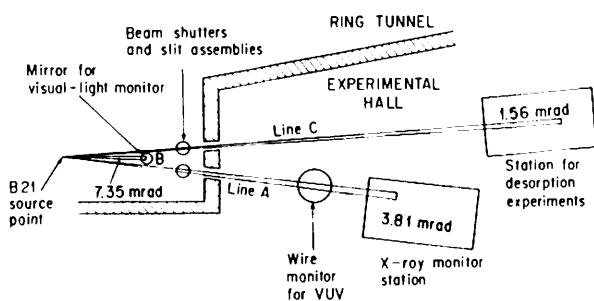 Beam shutters
and slit assemblies
RING TUNNEL
Mirror for
visual-light monitor
EXPERIMENTAL
HALL
1.56 mrad
Line C
B
B21
source
point
7.35 mrad
Line A
Station for
desorption
experiments
3.81 mrad
Wire
monitor
for VUV
X-ray monitor
station